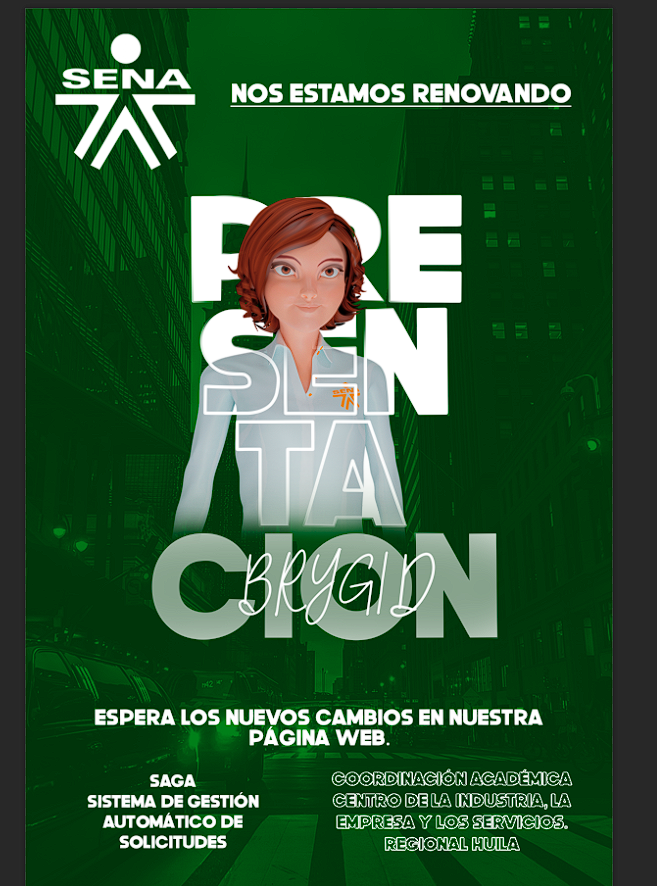 SENA
NOS ESTAMOS RENOVANDO
PRE
SEN
SENA
TA
CION
BRYGID
ESPERA LOS NUEVOS CAMBIOS EN NUESTRA
PÁGINA WEB.
SAGA
SISTEMA DE GESTIÓN
AUTOMÁTICO DE
SOLICITUDES
COORDINACIÓN ACADÉMICA
CENTRO DE LA INDUSTRIA, LA
EMPRESA Y LOS SERVICIOS.
REGIONAL HUILA